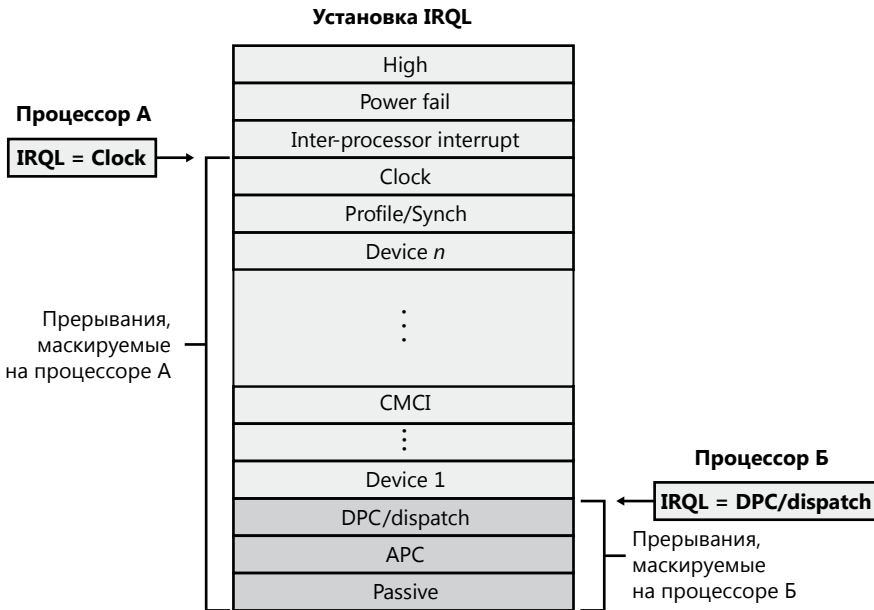 Установка IRQL
High
Power fail
Процессор А
Inter-processor interrupt
IRQL = Clock
Clock
Profile/Synch
Device n
Прерывания,
маскируемые
на процессоре А
⋮
CMCI
⋮
Процессор Б
Device 1
IRQL = DPC/dispatch
DPC/dispatch
Прерывания,
маскируемые
на процессоре Б
APC
Passive